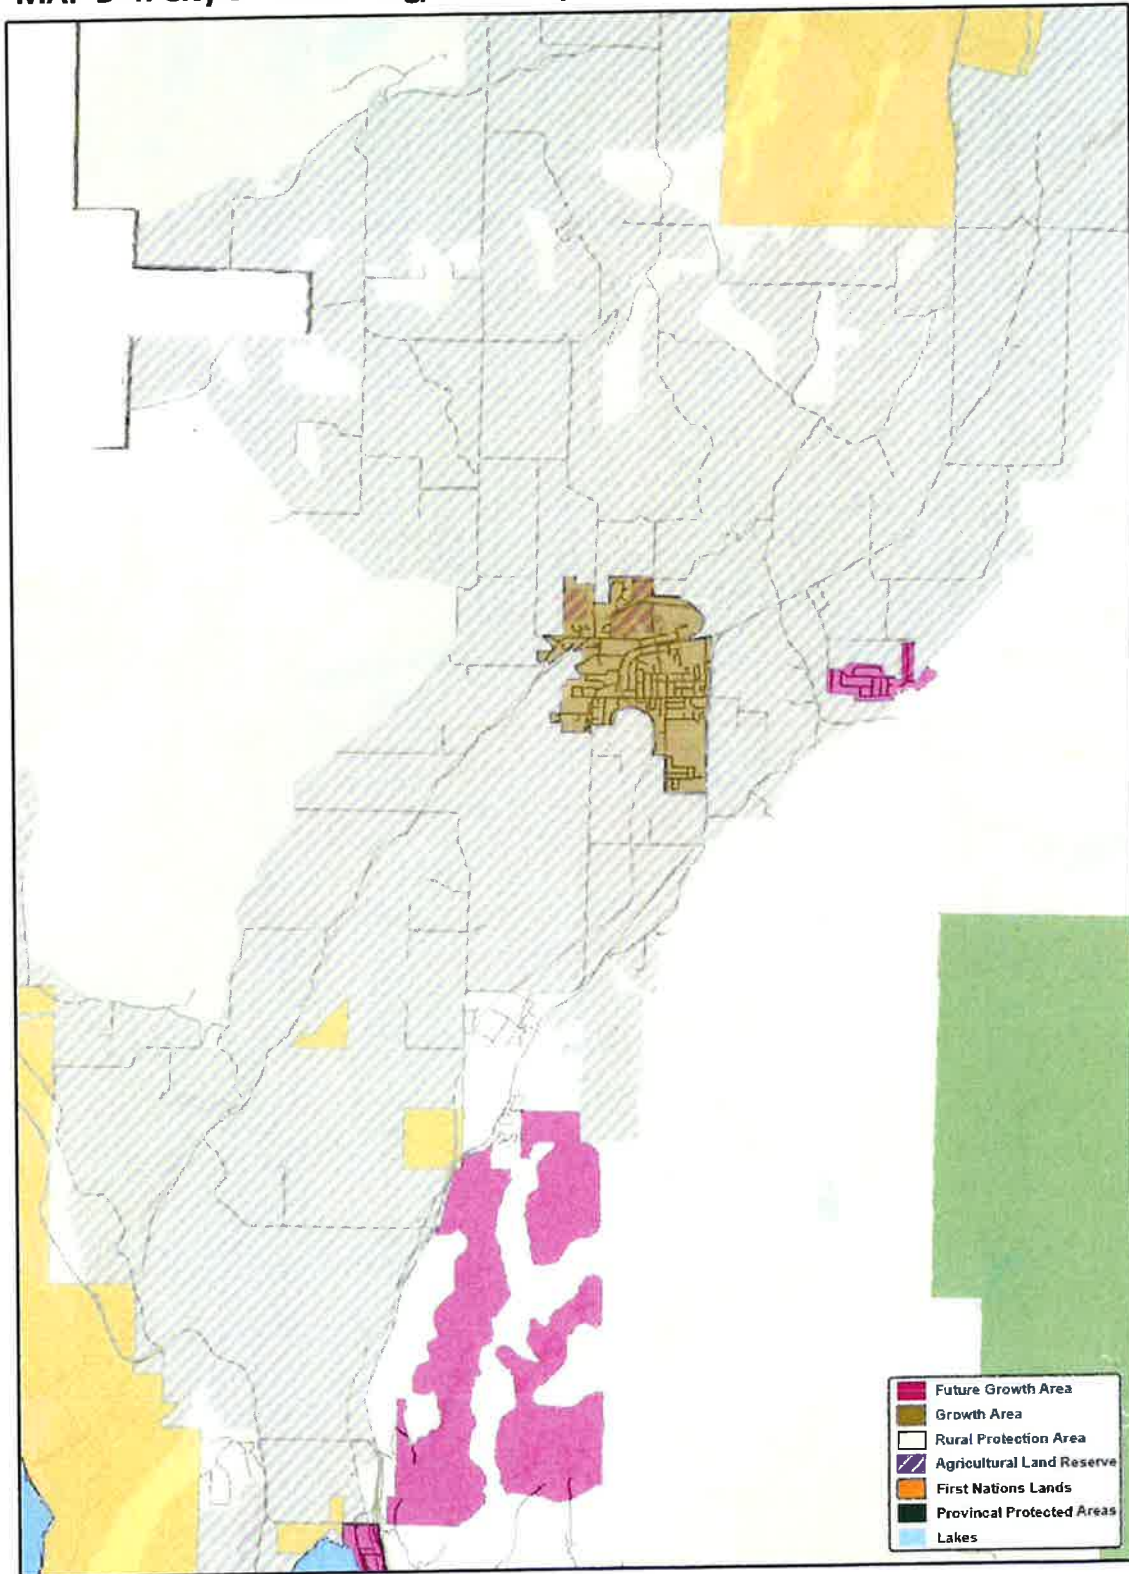 Future Growth Area
Growth Area
Rural Protection Area
Agricultural Land Reserve
First Nations Lands
Provincal Protected Areas
Lakes